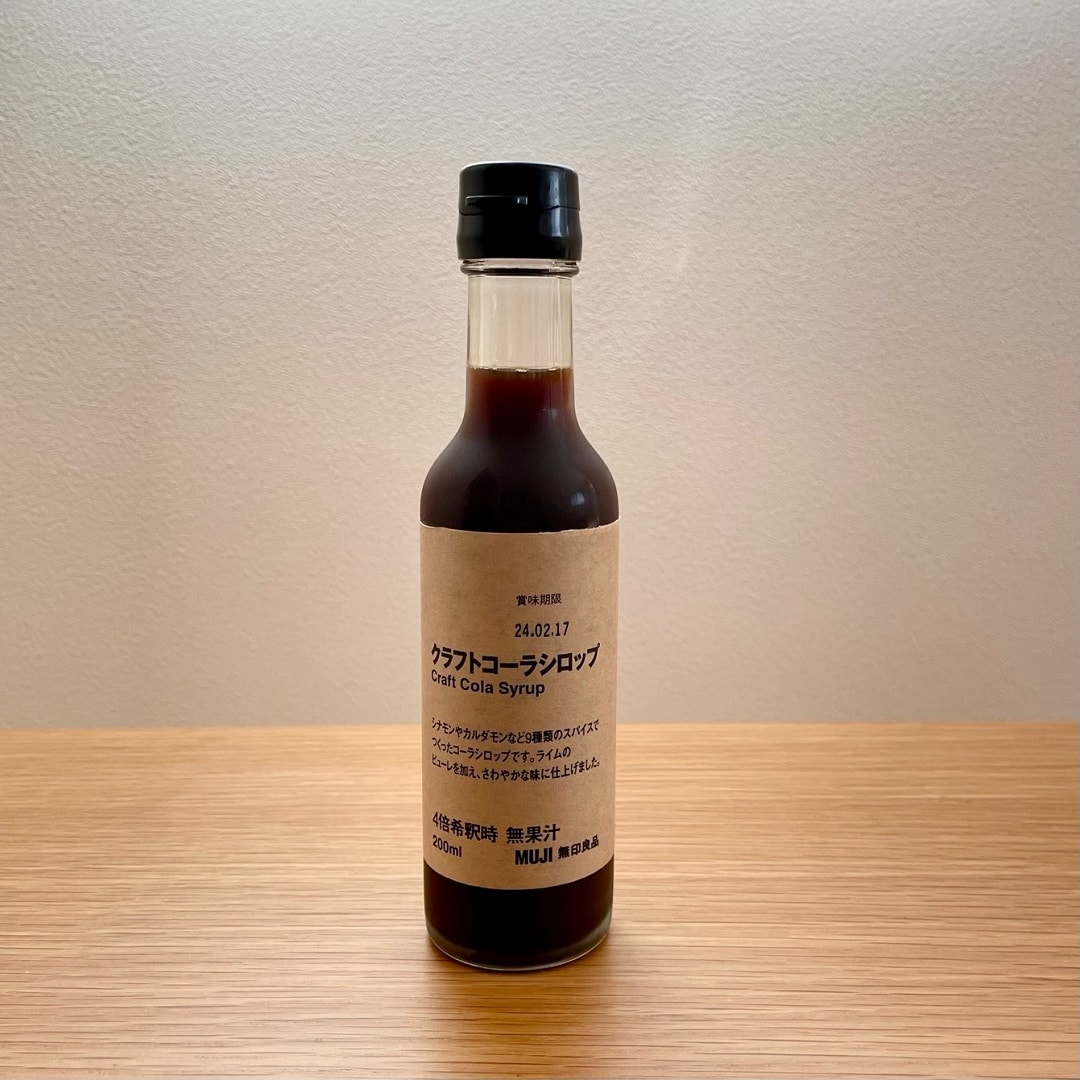 賞味期限
24.02.17
クラフトコーラシロップ
Craft Cola Syrup
シナモンやカルダモンなど9種類のスパイスで
つくったコーラシロップです。ライムの
ピューレを加え、さわやかな味に仕上げました。
4倍希釈時 無果汁
200ml MUJI 無印良品